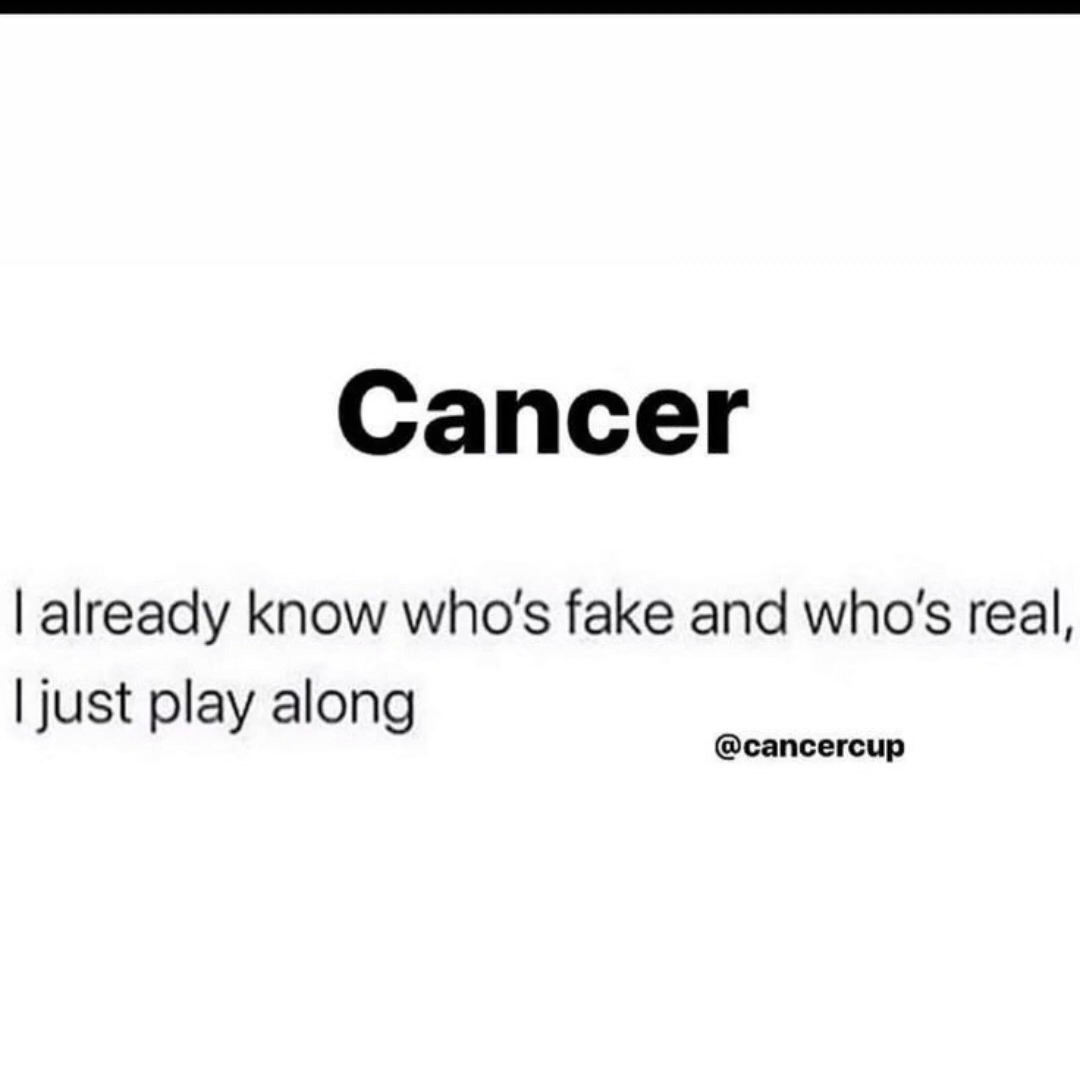 Cancer
I already know who's fake and who's real,
I just play along
@cancercup